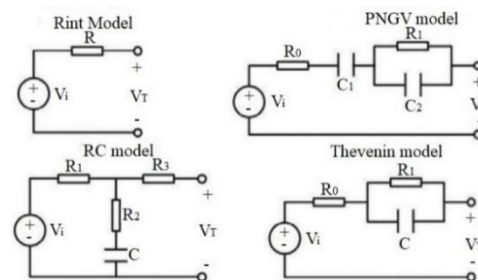 Rint Model
R
+
-
Vi
+
VT
-
PNGV model
R0
C1
R1
C2
+
-
Vi
+
V
-
RC model
R1
R3
R2
C
+
-
Vi
+
VT
-
Thevenin model
R0
R1
C
+
-
Vi
+
-